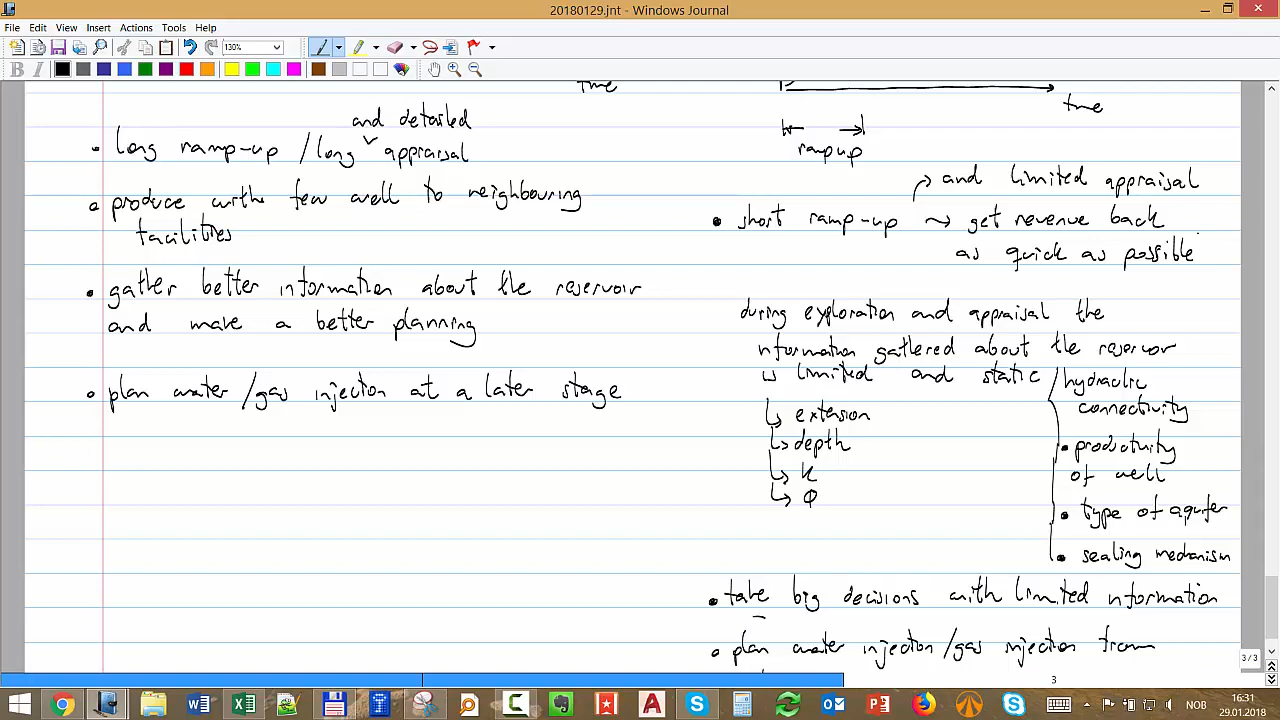 20180129.jnt - Windows Journal
File Edit View Insert Actions Tools Help
130%
B I
time
time
ramp up
and detailed
• long ramp-up / long appraisal
• produce with few well to neighbouring
facilities
• gather better information about the reservoir
and make a better planning
• plan water /gas injection at a later stage
and limited appraisal
• short ramp-up ⤳ get revenue back
as quick as possible
during exploration and appraisal the
information gathered about the reservoir
is limited and static
↳ extension
↳ depth
↳ K
↳ Φ
hydraulic
connectivity
• productivity
of well
• type of aquifer
• sealing mechanism
• take big decisions with limited information
• plan water injection /gas injection from
3/3
3
NOB
16:31
29.01.2018